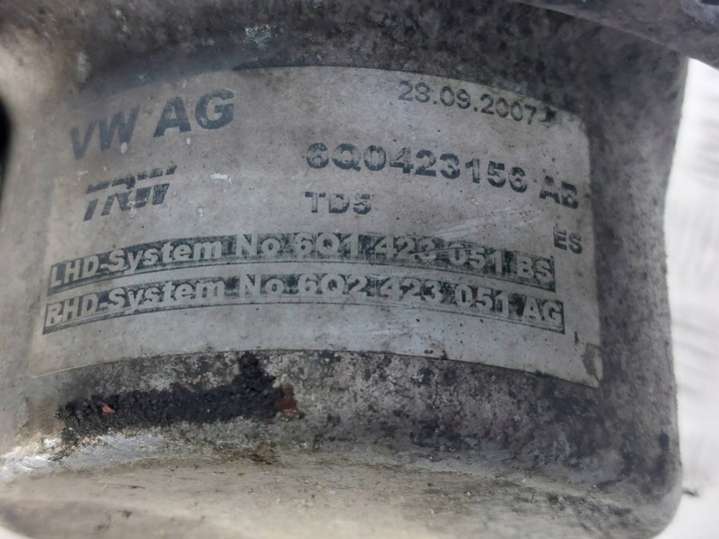 VW AG 28.09.2007
TRW 6Q0423156 AB
TDS
ES
LHD-System No.6Q1 423 051 BS
RHD-System No.6Q2 423 051 AG